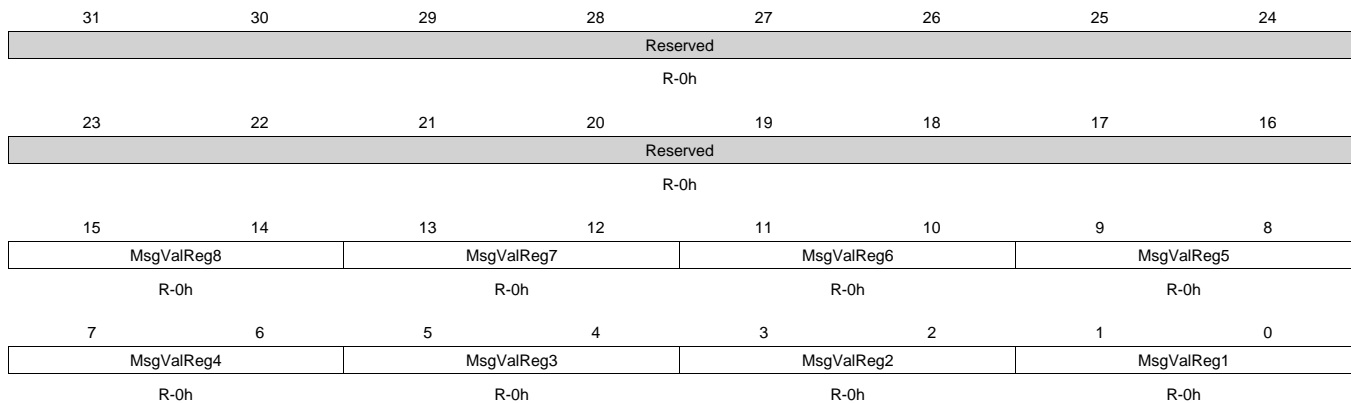 31 30 29 28 27 26 25 24
Reserved
R-0h
23 22 21 20 19 18 17 16
Reserved
R-0h
15 14 13 12 11 10 9 8
MsgValReg8 MsgValReg7 MsgValReg6 MsgValReg5
R-0h R-0h R-0h R-0h
7 6 5 4 3 2 1 0
MsgValReg4 MsgValReg3 MsgValReg2 MsgValReg1
R-0h R-0h R-0h R-0h